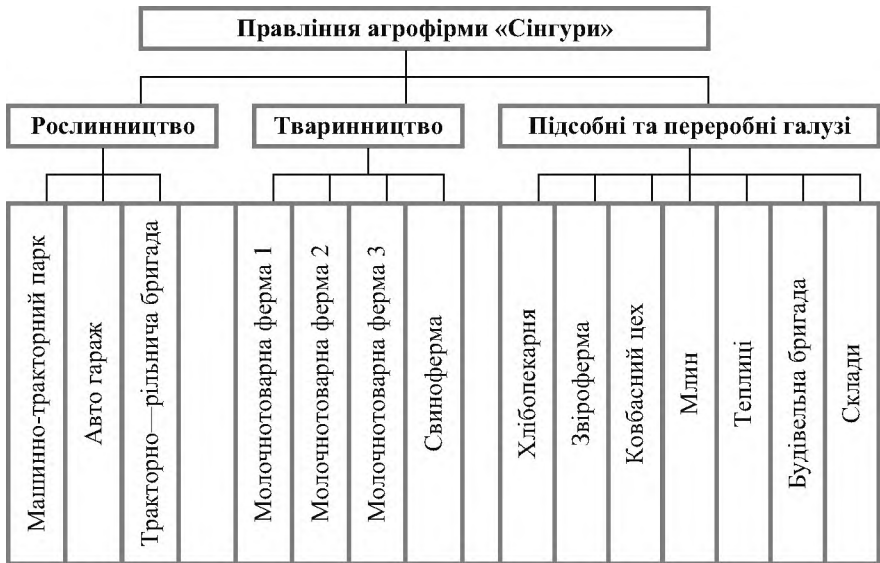 Правління агрофірми «Сінгури»
Рослинництво
Тваринництво
Підсобні та переробні галузі
Машинно-тракторний парк
Авто гараж
Тракторно—рільнича бригада
Молочнотоварна ферма 1
Молочнотоварна ферма 2
Молочнотоварна ферма 3
Свиноферма
Хлібопекарня
Звіроферма
Ковбасний цех
Млин
Теплиці
Будівельна бригада
Склади